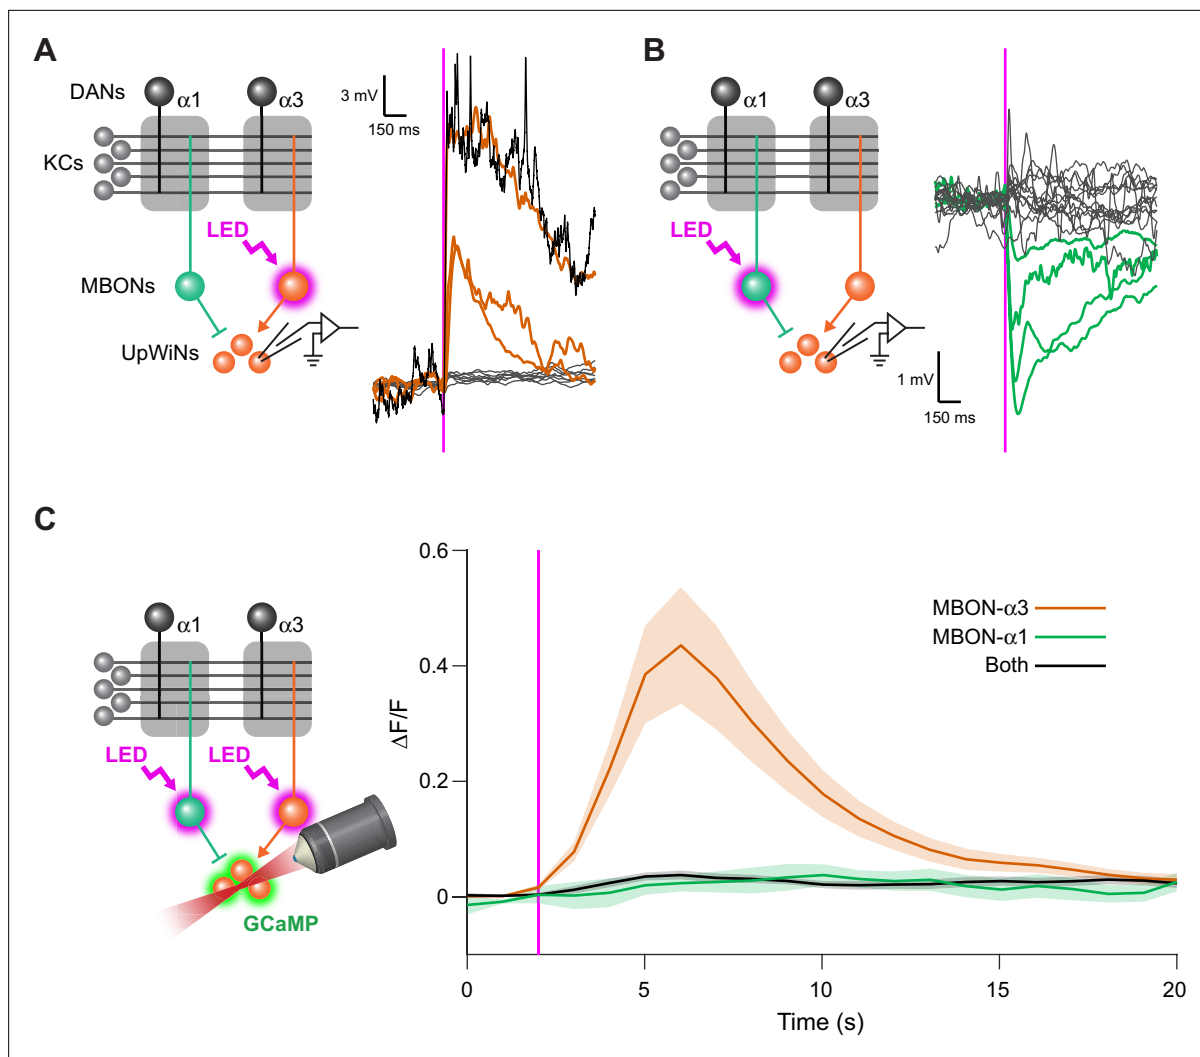 A
DANs
α1
α3
KCs
LED
MBONs
UpWiNs
3 mV
150 ms
B
α1
α3
LED
1 mV
150 ms
C
α1
α3
LED
LED
GCaMP
ΔF/F
0.6
0.4
0.2
0
0
5
10
15
20
Time (s)
MBON-α3
MBON-α1
Both